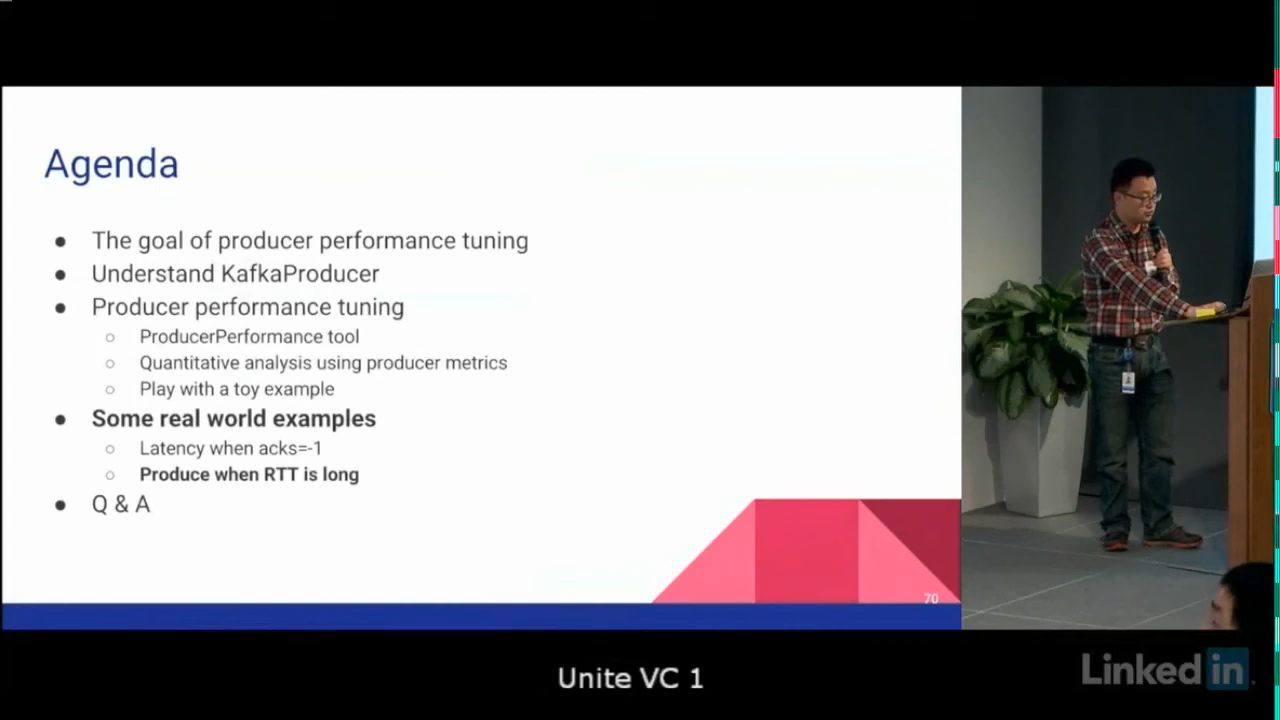 Agenda
● The goal of producer performance tuning
● Understand KafkaProducer
● Producer performance tuning
○ ProducerPerformance tool
○ Quantitative analysis using producer metrics
○ Play with a toy example
● Some real world examples
○ Latency when acks=-1
○ Produce when RTT is long
● Q & A
70
Unite VC 1
Linked in